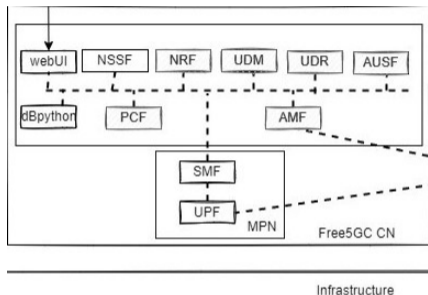 webUI NSSF NRF UDM UDR AUSF
dBpython PCF AMF
SMF
UPF
MPN
Free5GC CN
Infrastructure